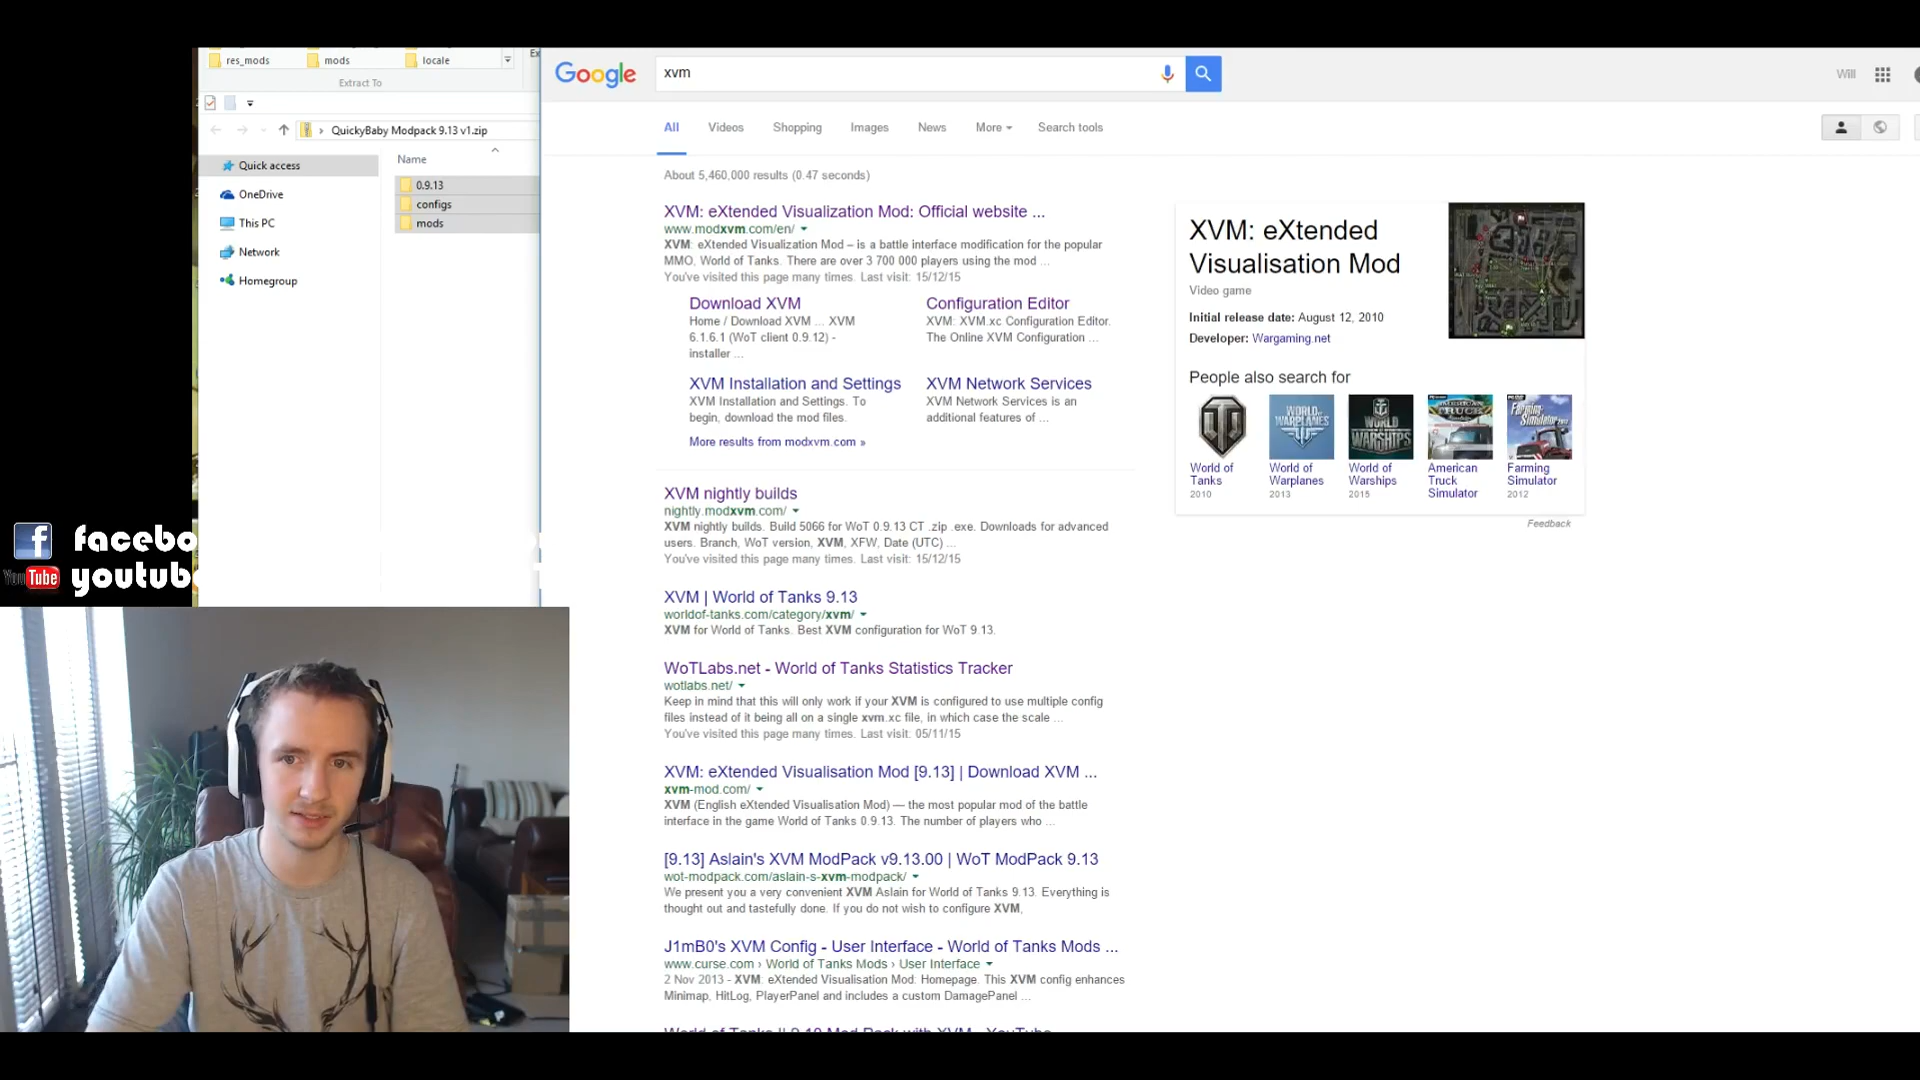 res_mods
mods
locale
Extract To
QuickyBaby Modpack 9.13 v1.zip
Quick access
OneDrive
This PC
Network
Homegroup
Name
0.9.13
configs
mods
Google
xvm
Will
All
Videos
Shopping
Images
News
More
Search tools
About 5,460,000 results (0.47 seconds)
XVM: eXtended Visualization Mod: Official website ...
www.modxvm.com/en/
XVM: eXtended Visualization Mod – is a battle interface modification for the popular
MMO, World of Tanks. There are over 3 700 000 players using the mod ...
You've visited this page many times. Last visit: 15/12/15
Download XVM
Home / Download XVM ... XVM
6.1.6.1 (WoT client 0.9.12) -
installer ...
Configuration Editor
XVM: XVM.xc Configuration Editor.
The Online XVM Configuration ...
XVM Installation and Settings
XVM Installation and Settings. To
begin, download the mod files.
XVM Network Services
XVM Network Services is an
additional features of ...
More results from modxvm.com »
XVM nightly builds
nightly.modxvm.com/
XVM nightly builds. Build 5066 for WoT 0.9.13 CT .zip .exe. Downloads for advanced
users. Branch, WoT version, XVM, XFW, Date (UTC) ...
You've visited this page many times. Last visit: 15/12/15
XVM | World of Tanks 9.13
worldof-tanks.com/category/xvm/
XVM for World of Tanks. Best XVM configuration for WoT 9.13.
WoTLabs.net - World of Tanks Statistics Tracker
wotlabs.net/
Keep in mind that this will only work if your XVM is configured to use multiple config
files instead of it being all on a single xvm.xc file, in which case the scale ...
You've visited this page many times. Last visit: 05/11/15
XVM: eXtended Visualisation Mod [9.13] | Download XVM ...
xvm-mod.com/
XVM (English eXtended Visualisation Mod) — the most popular mod of the battle
interface in the game World of Tanks 0.9.13. The number of players who ...
[9.13] Aslain's XVM ModPack v9.13.00 | WoT ModPack 9.13
wot-modpack.com/aslain-s-xvm-modpack/
We present you a very convenient XVM Aslain for World of Tanks 9.13. Everything is
thought out and tastefully done. If you do not wish to configure XVM,
J1mB0's XVM Config - User Interface - World of Tanks Mods ...
www.curse.com › World of Tanks Mods › User Interface
2 Nov 2013 - XVM: eXtended Visualisation Mod: Homepage. This XVM config enhances
Minimap, HitLog, PlayerPanel and includes a custom DamagePanel ...
World of Tanks || 9.10 Mod Pack with XVM - YouTube
XVM: eXtended
Visualisation Mod
Video game
Initial release date: August 12, 2010
Developer: Wargaming.net
People also search for
World of
Tanks
2010
World of
Warplanes
2013
World of
Warships
2015
American
Truck
Simulator
Farming
Simulator
2012
Feedback
f facebo
YouTube youtub